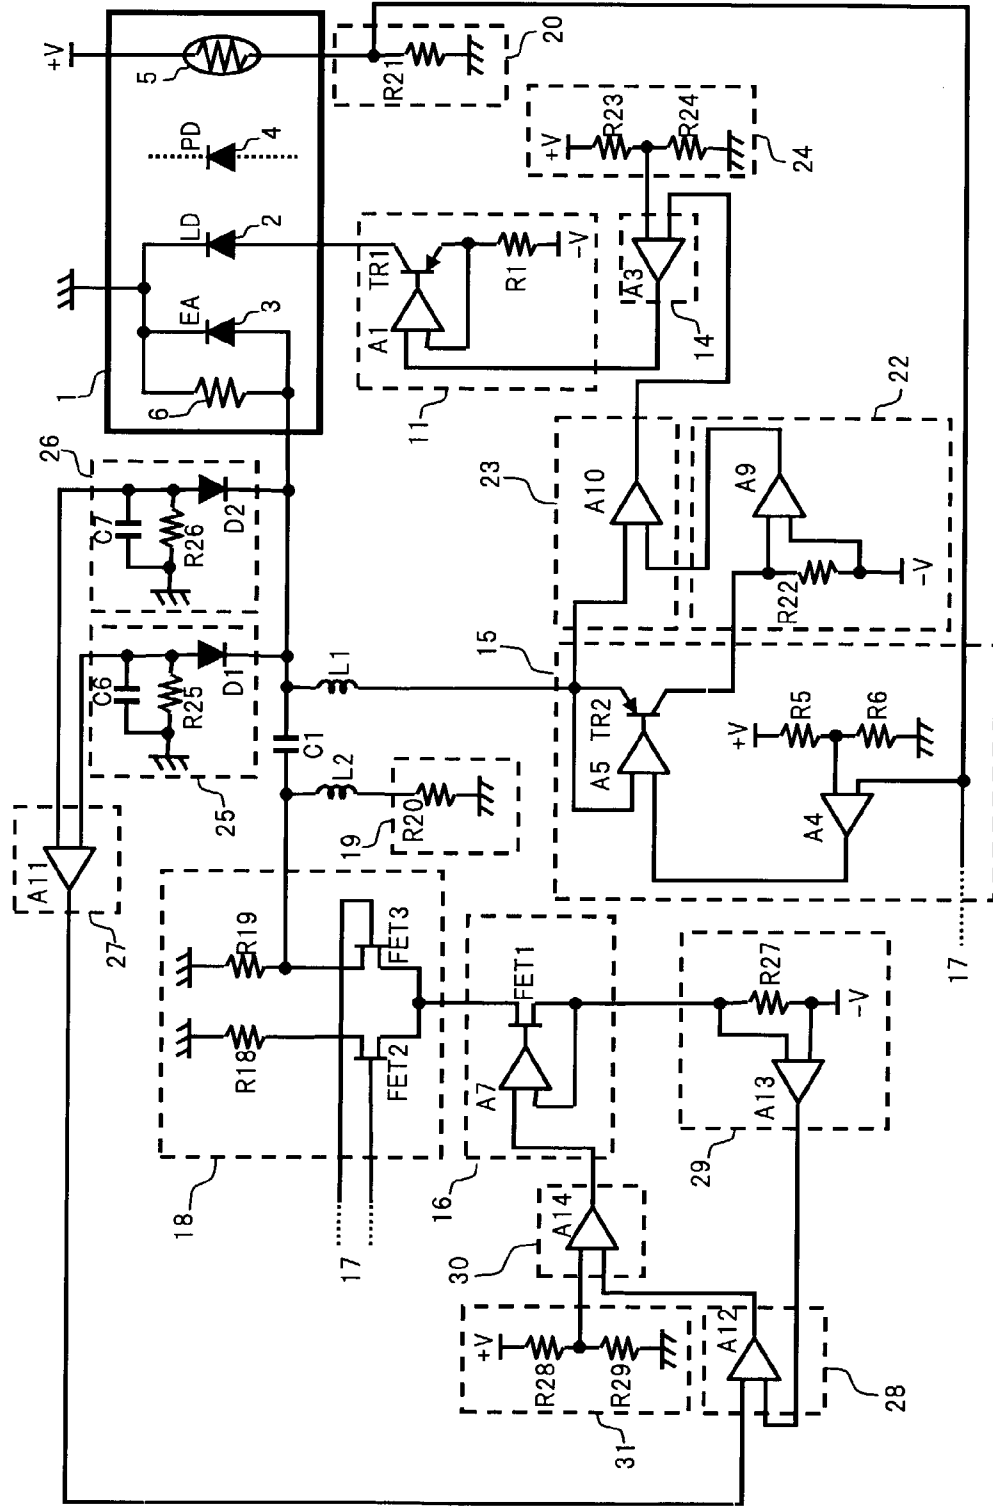 +V
5
20
R21
PD
4
LD
2
EA
3
6
1
TR1
A1
R1
-V
11
+V
R23
R24
24
A3
14
26
C7
R26
D2
C6
R25
D1
25
23
A10
22
A9
R22
-V
15
L1
C1
L2
R20
19
TR2
A5
+V
R5
R6
A4
17
A11
27
R19
R18
FET3
FET2
18
17
FET1
A7
16
R27
-V
A13
29
A14
30
+V
R28
R29
31
A12
28